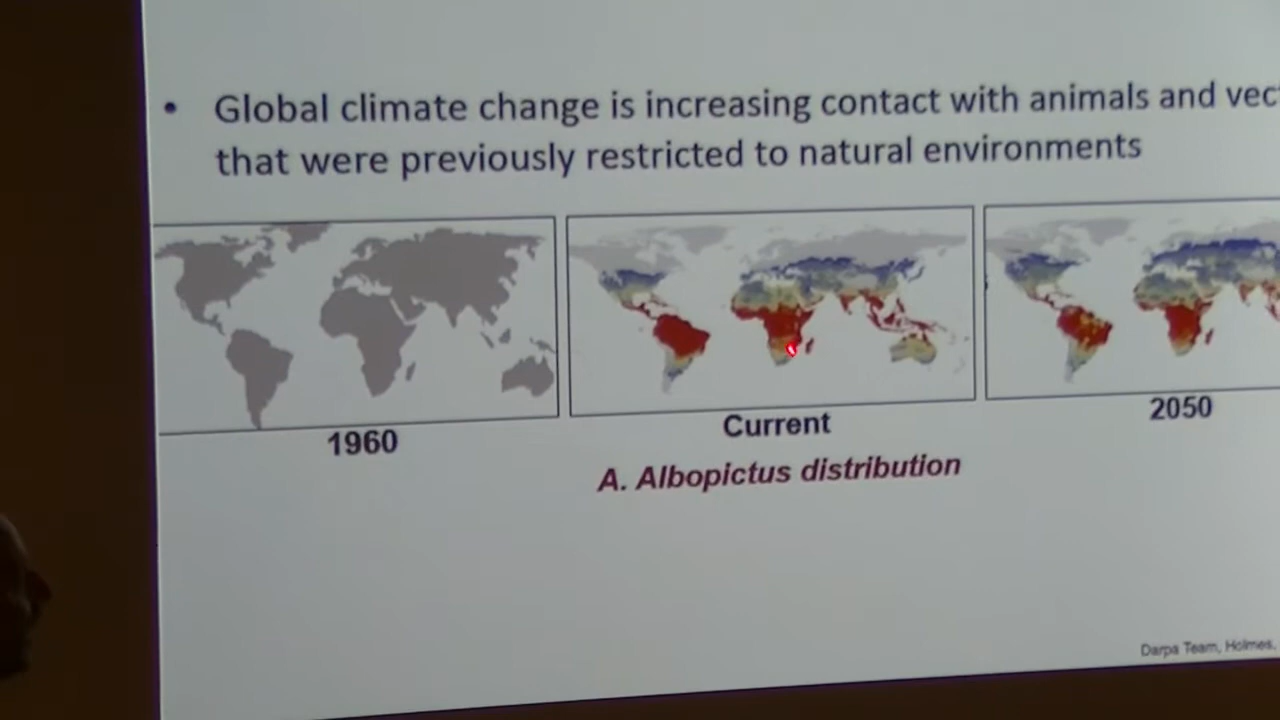 • Global climate change is increasing contact with animals and
that were previously restricted to natural environments
1960
Current
2050
A. Albopictus distribution
Darpa Team, Holmes,